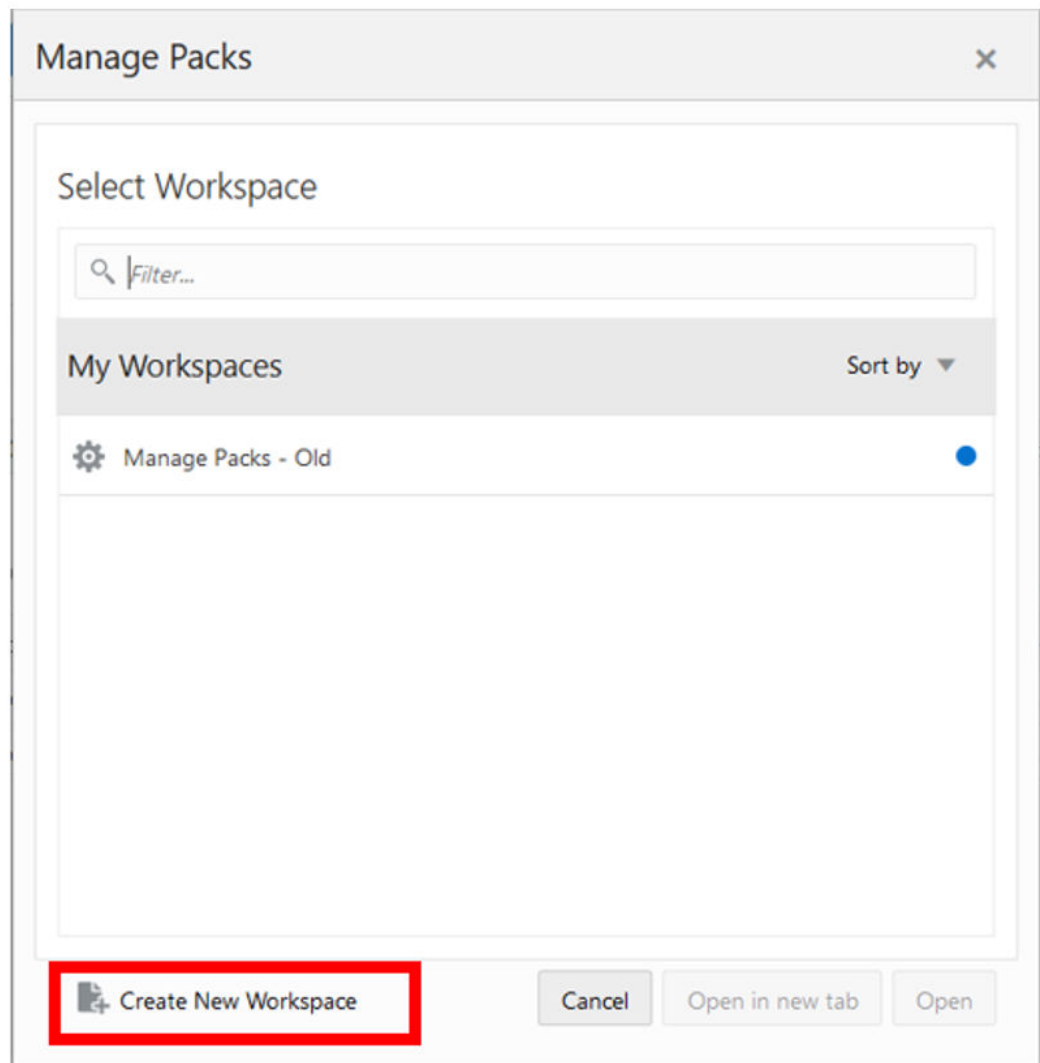 Manage Packs
Select Workspace
Filter...
My Workspaces Sort by
Manage Packs - Old
Create New Workspace Cancel Open in new tab Open